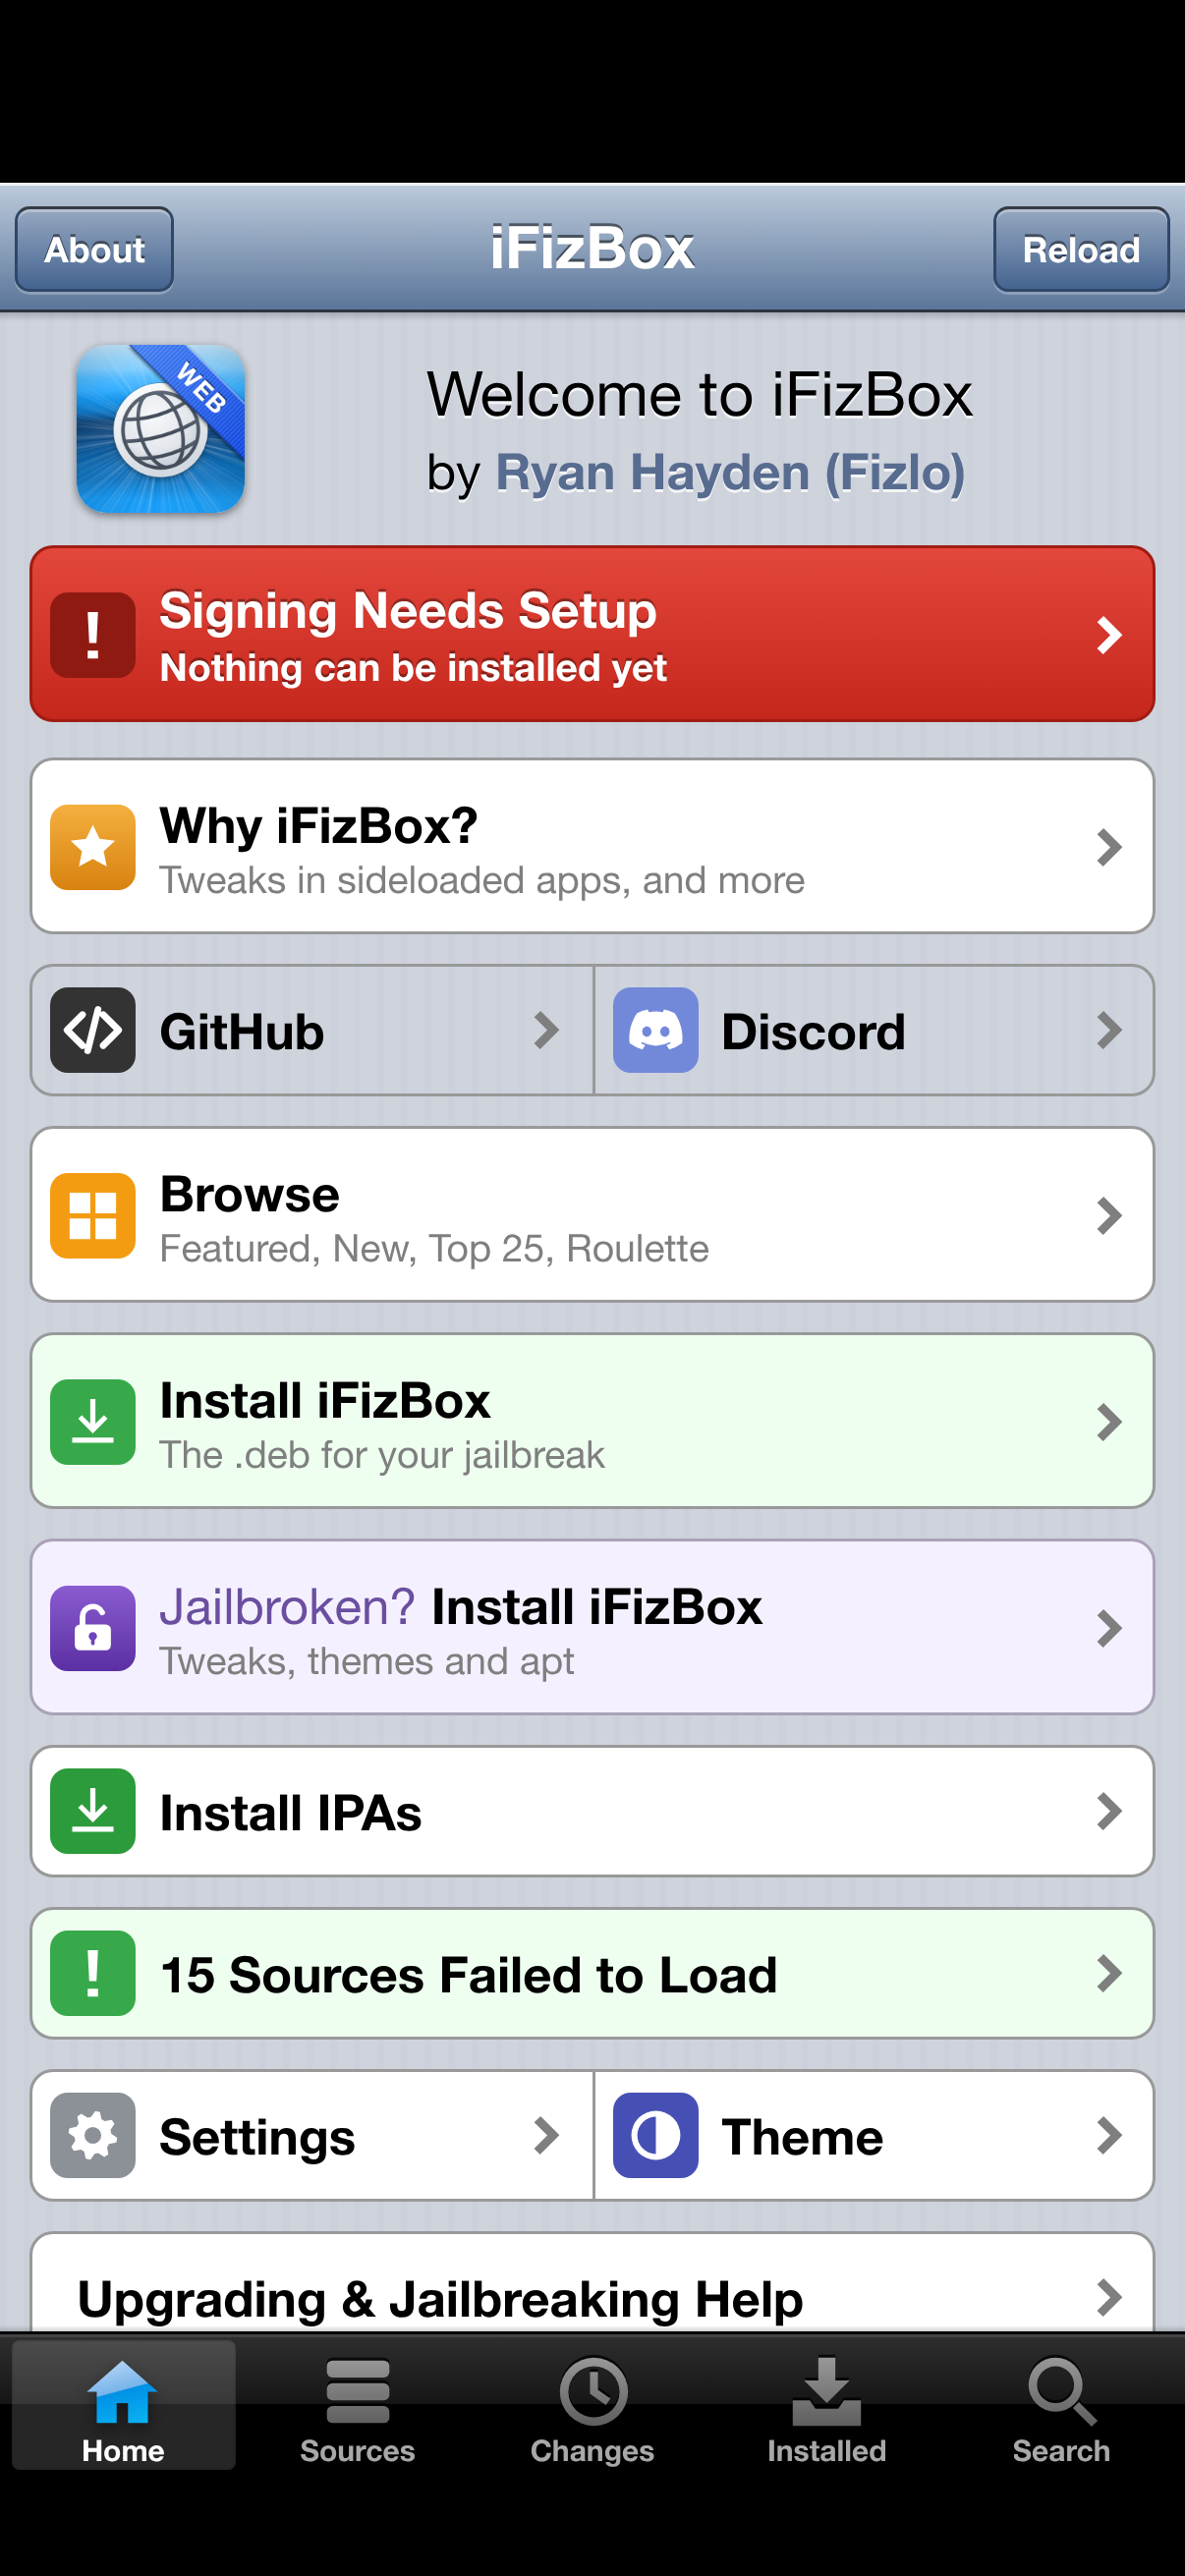 About
iFizBox
Reload
WEB
Welcome to iFizBox
by Ryan Hayden (Fizlo)
Signing Needs Setup
Nothing can be installed yet
Why iFizBox?
Tweaks in sideloaded apps, and more
GitHub
Discord
Browse
Featured, New, Top 25, Roulette
Install iFizBox
The .deb for your jailbreak
Jailbroken? Install iFizBox
Tweaks, themes and apt
Install IPAs
15 Sources Failed to Load
Settings
Theme
Upgrading & Jailbreaking Help
Home
Sources
Changes
Installed
Search